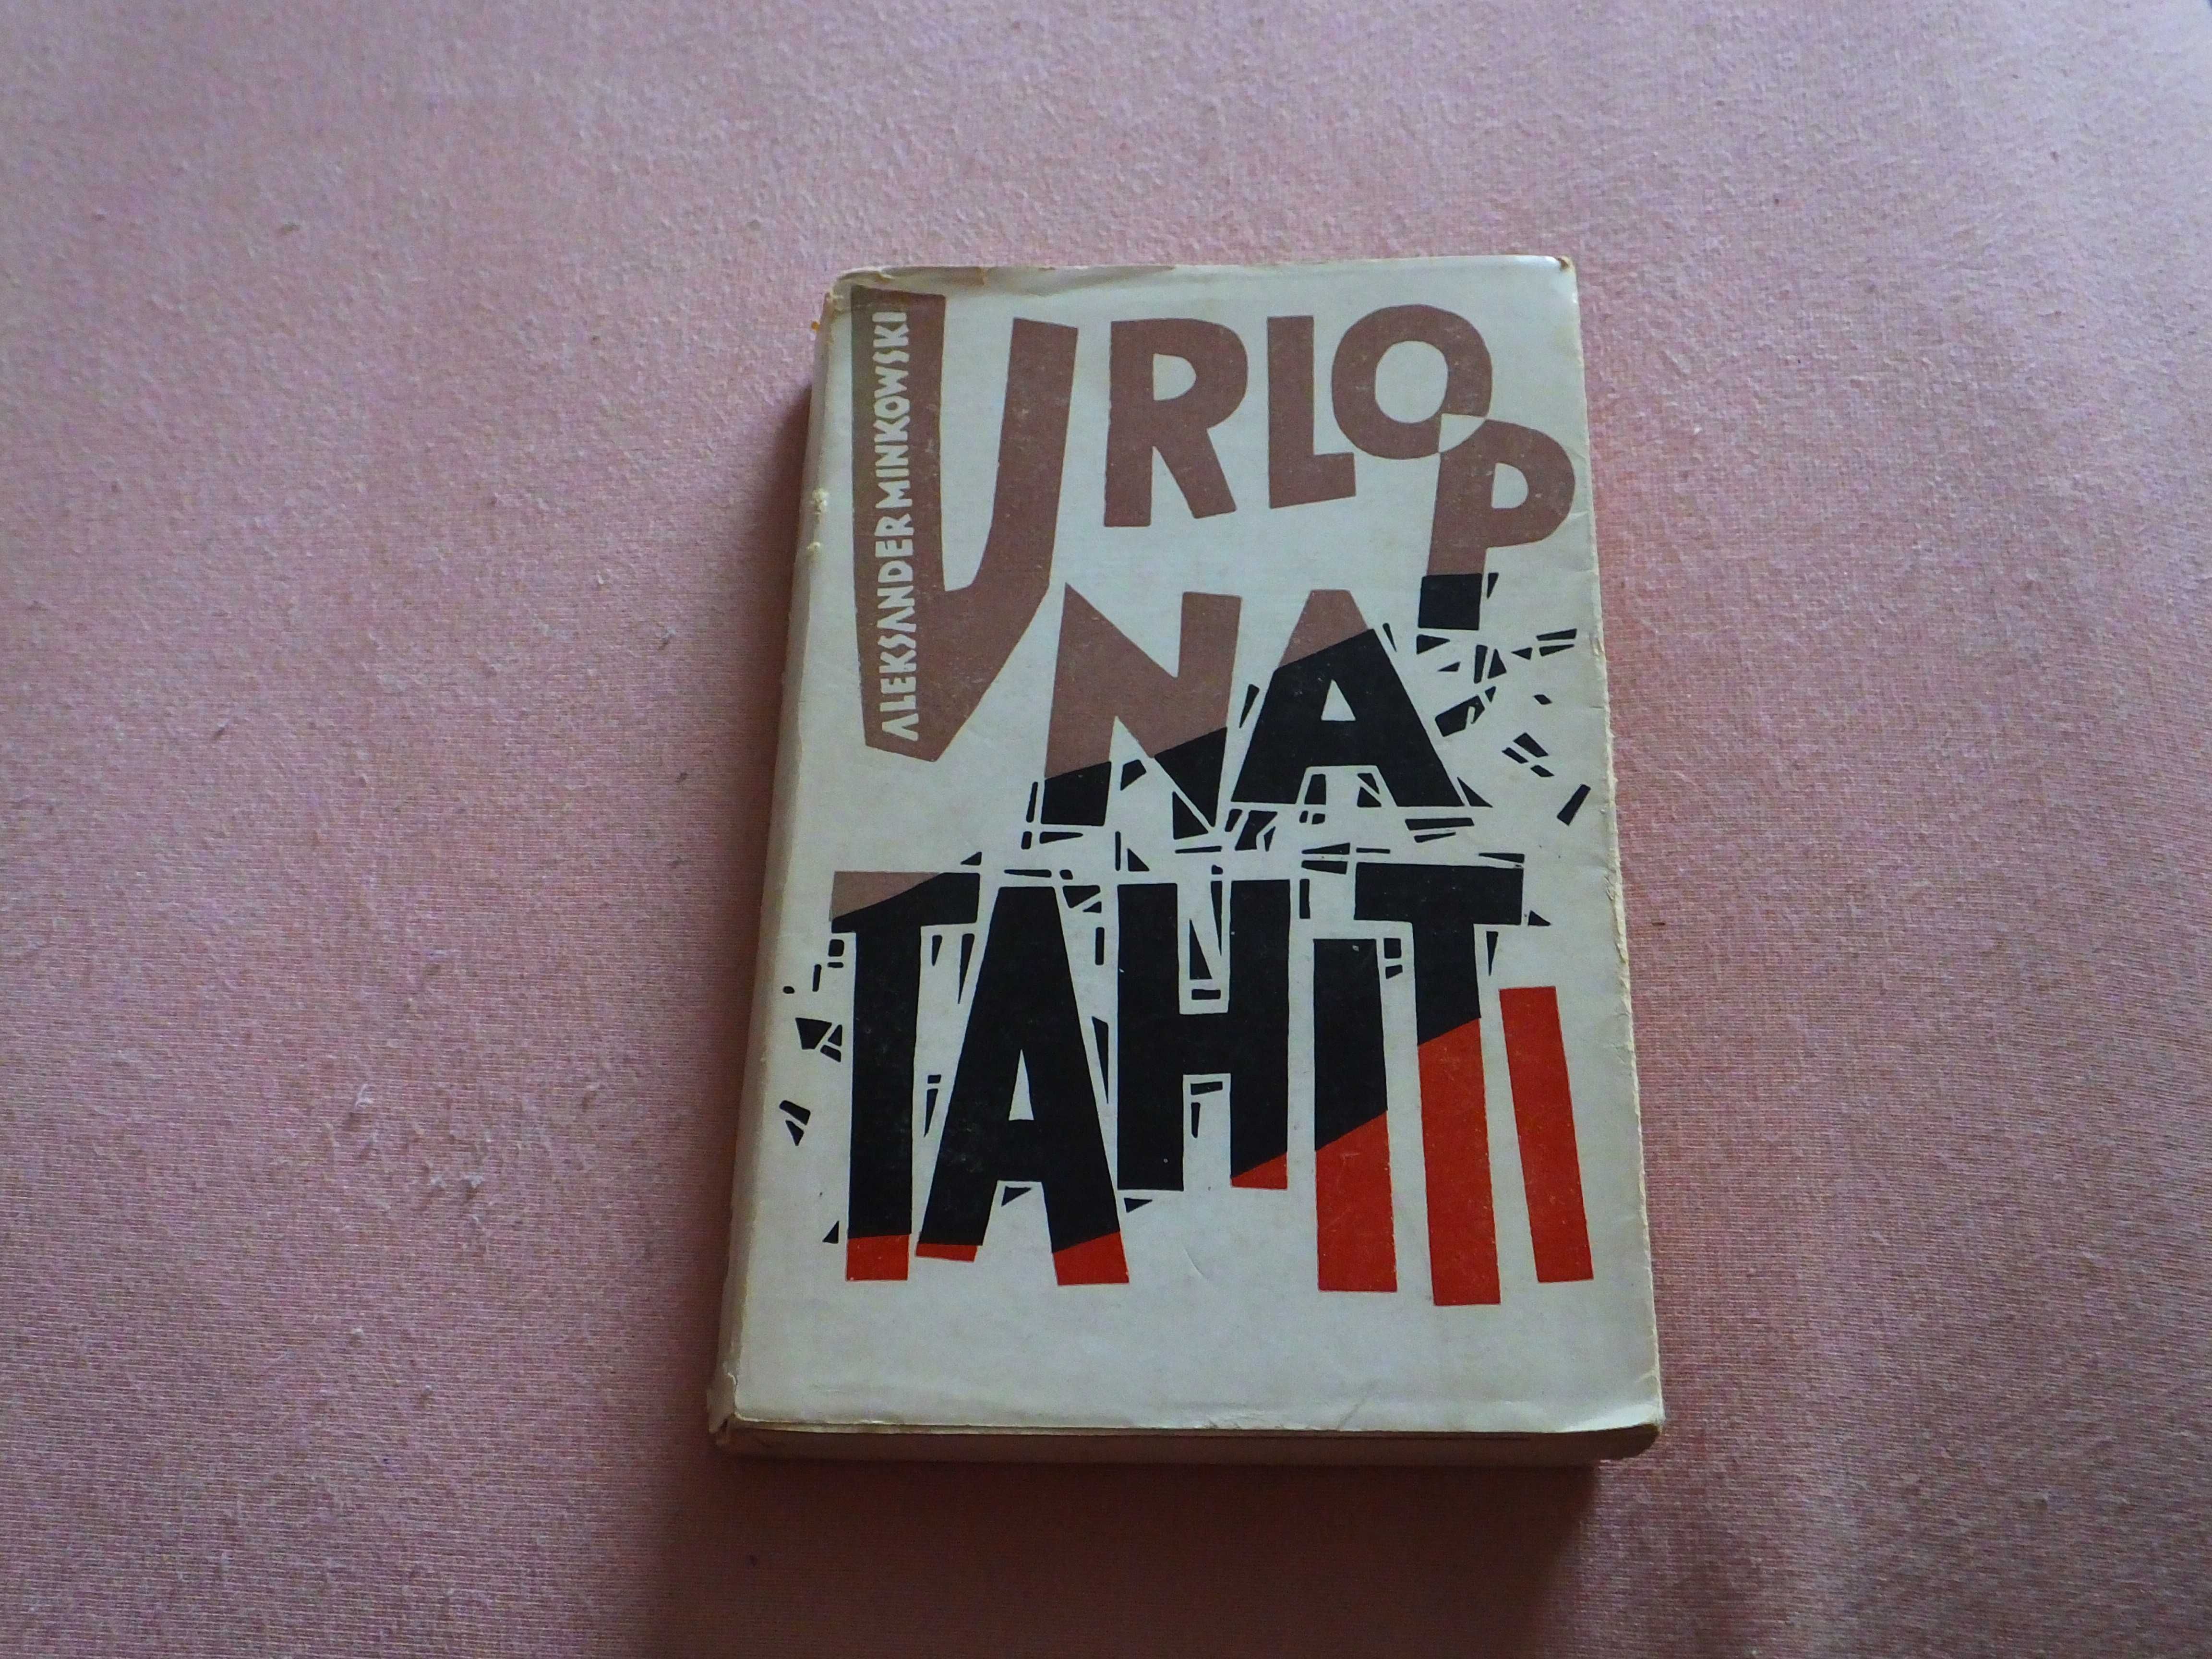 ALEKSANDER MINKOWSKI
URLOP
NA
TAHITI